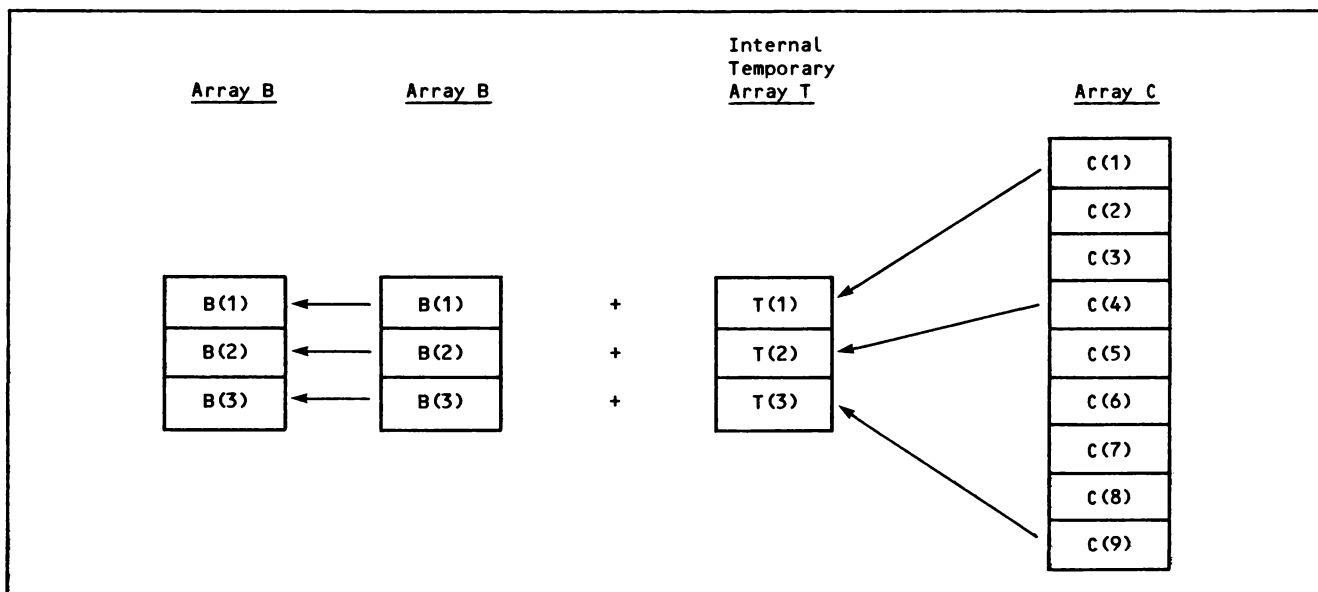 Internal
Temporary
Array B Array B Array T Array C
C(1)
C(2)
C(3)
B(1) B(1) + T(1) C(4)
B(2) B(2) + T(2) C(5)
B(3) B(3) + T(3) C(6)
C(7)
C(8)
C(9)